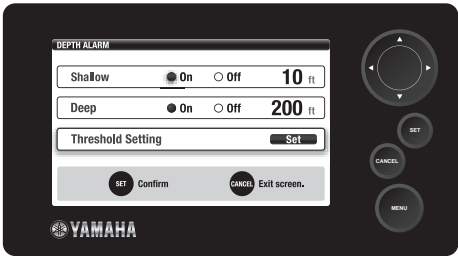 DEPTH ALARM
Shallow On Off 10 ft
Deep On Off 200 ft
Threshold Setting Set
SET Confirm CANCEL Exit screen.
SET
CANCEL
MENU
YAMAHA